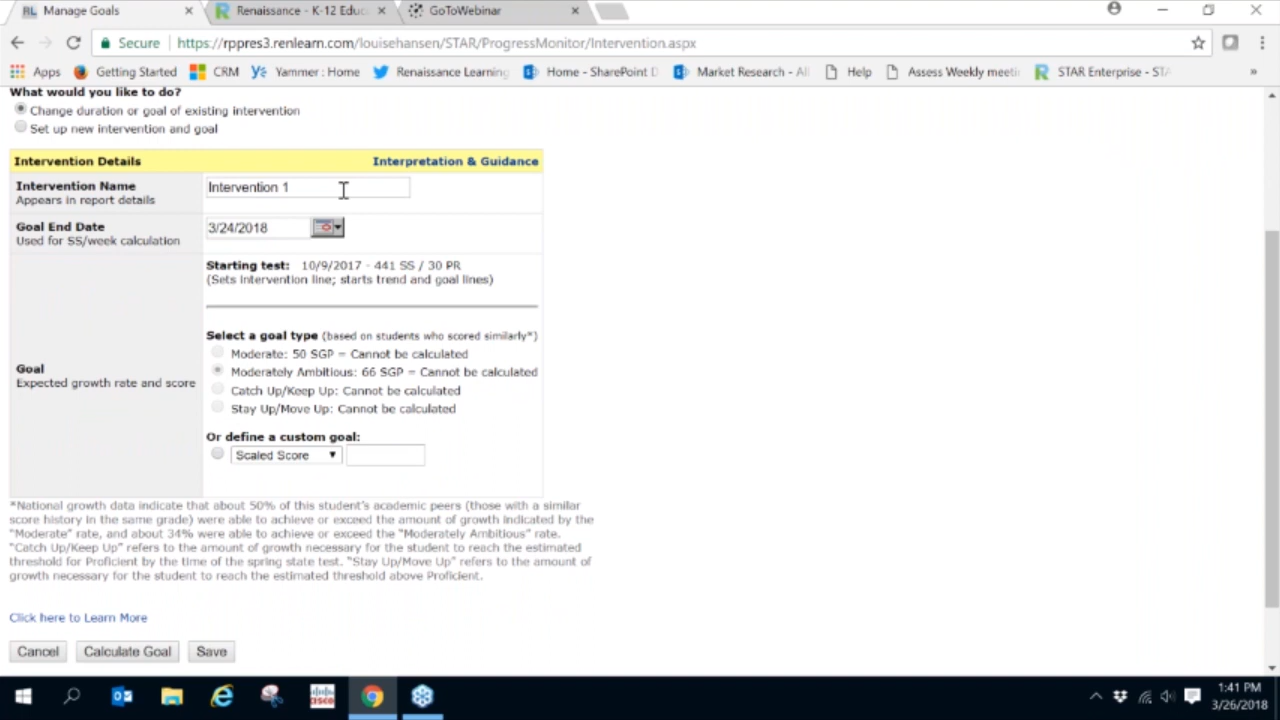 RL Manage Goals
Renaissance - K-12 Educ
GoToWebinar
Secure
https://rppres3.renlearn.com/louisehansen/STAR/ProgressMonitor/Intervention.aspx
Apps
Getting Started
CRM
Yammer : Home
Renaissance Learning
Home - SharePoint D
Market Research - All
Help
Assess Weekly meetin
STAR Enterprise - STA
»
What would you like to do?
Change duration or goal of existing intervention
Set up new intervention and goal
Intervention Details
Interpretation & Guidance
Intervention Name
Appears in report details
Intervention 1
Goal End Date
Used for SS/week calculation
3/24/2018
Starting test: 10/9/2017 - 441 SS / 30 PR
(Sets intervention line; starts trend and goal lines)
Goal
Expected growth rate and score
Select a goal type (based on students who scored similarly*)
Moderate: 50 SGP = Cannot be calculated
Moderately Ambitious: 66 SGP = Cannot be calculated
Catch Up/Keep Up: Cannot be calculated
Stay Up/Move Up: Cannot be calculated
Or define a custom goal:
Scaled Score
*National growth data indicate that about 50% of this student's academic peers (those with a similar
score history in the same grade) were able to achieve or exceed the amount of growth indicated by the
"Moderate" rate, and about 34% were able to achieve or exceed the "Moderately Ambitious" rate.
"Catch Up/Keep Up" refers to the amount of growth necessary for the student to reach the estimated
threshold for Proficient by the time of the spring state test. "Stay Up/Move Up" refers to the amount of
growth necessary for the student to reach the estimated threshold above Proficient.
Click here to Learn More
Cancel
Calculate Goal
Save
cisco
1:41 PM
3/26/2018